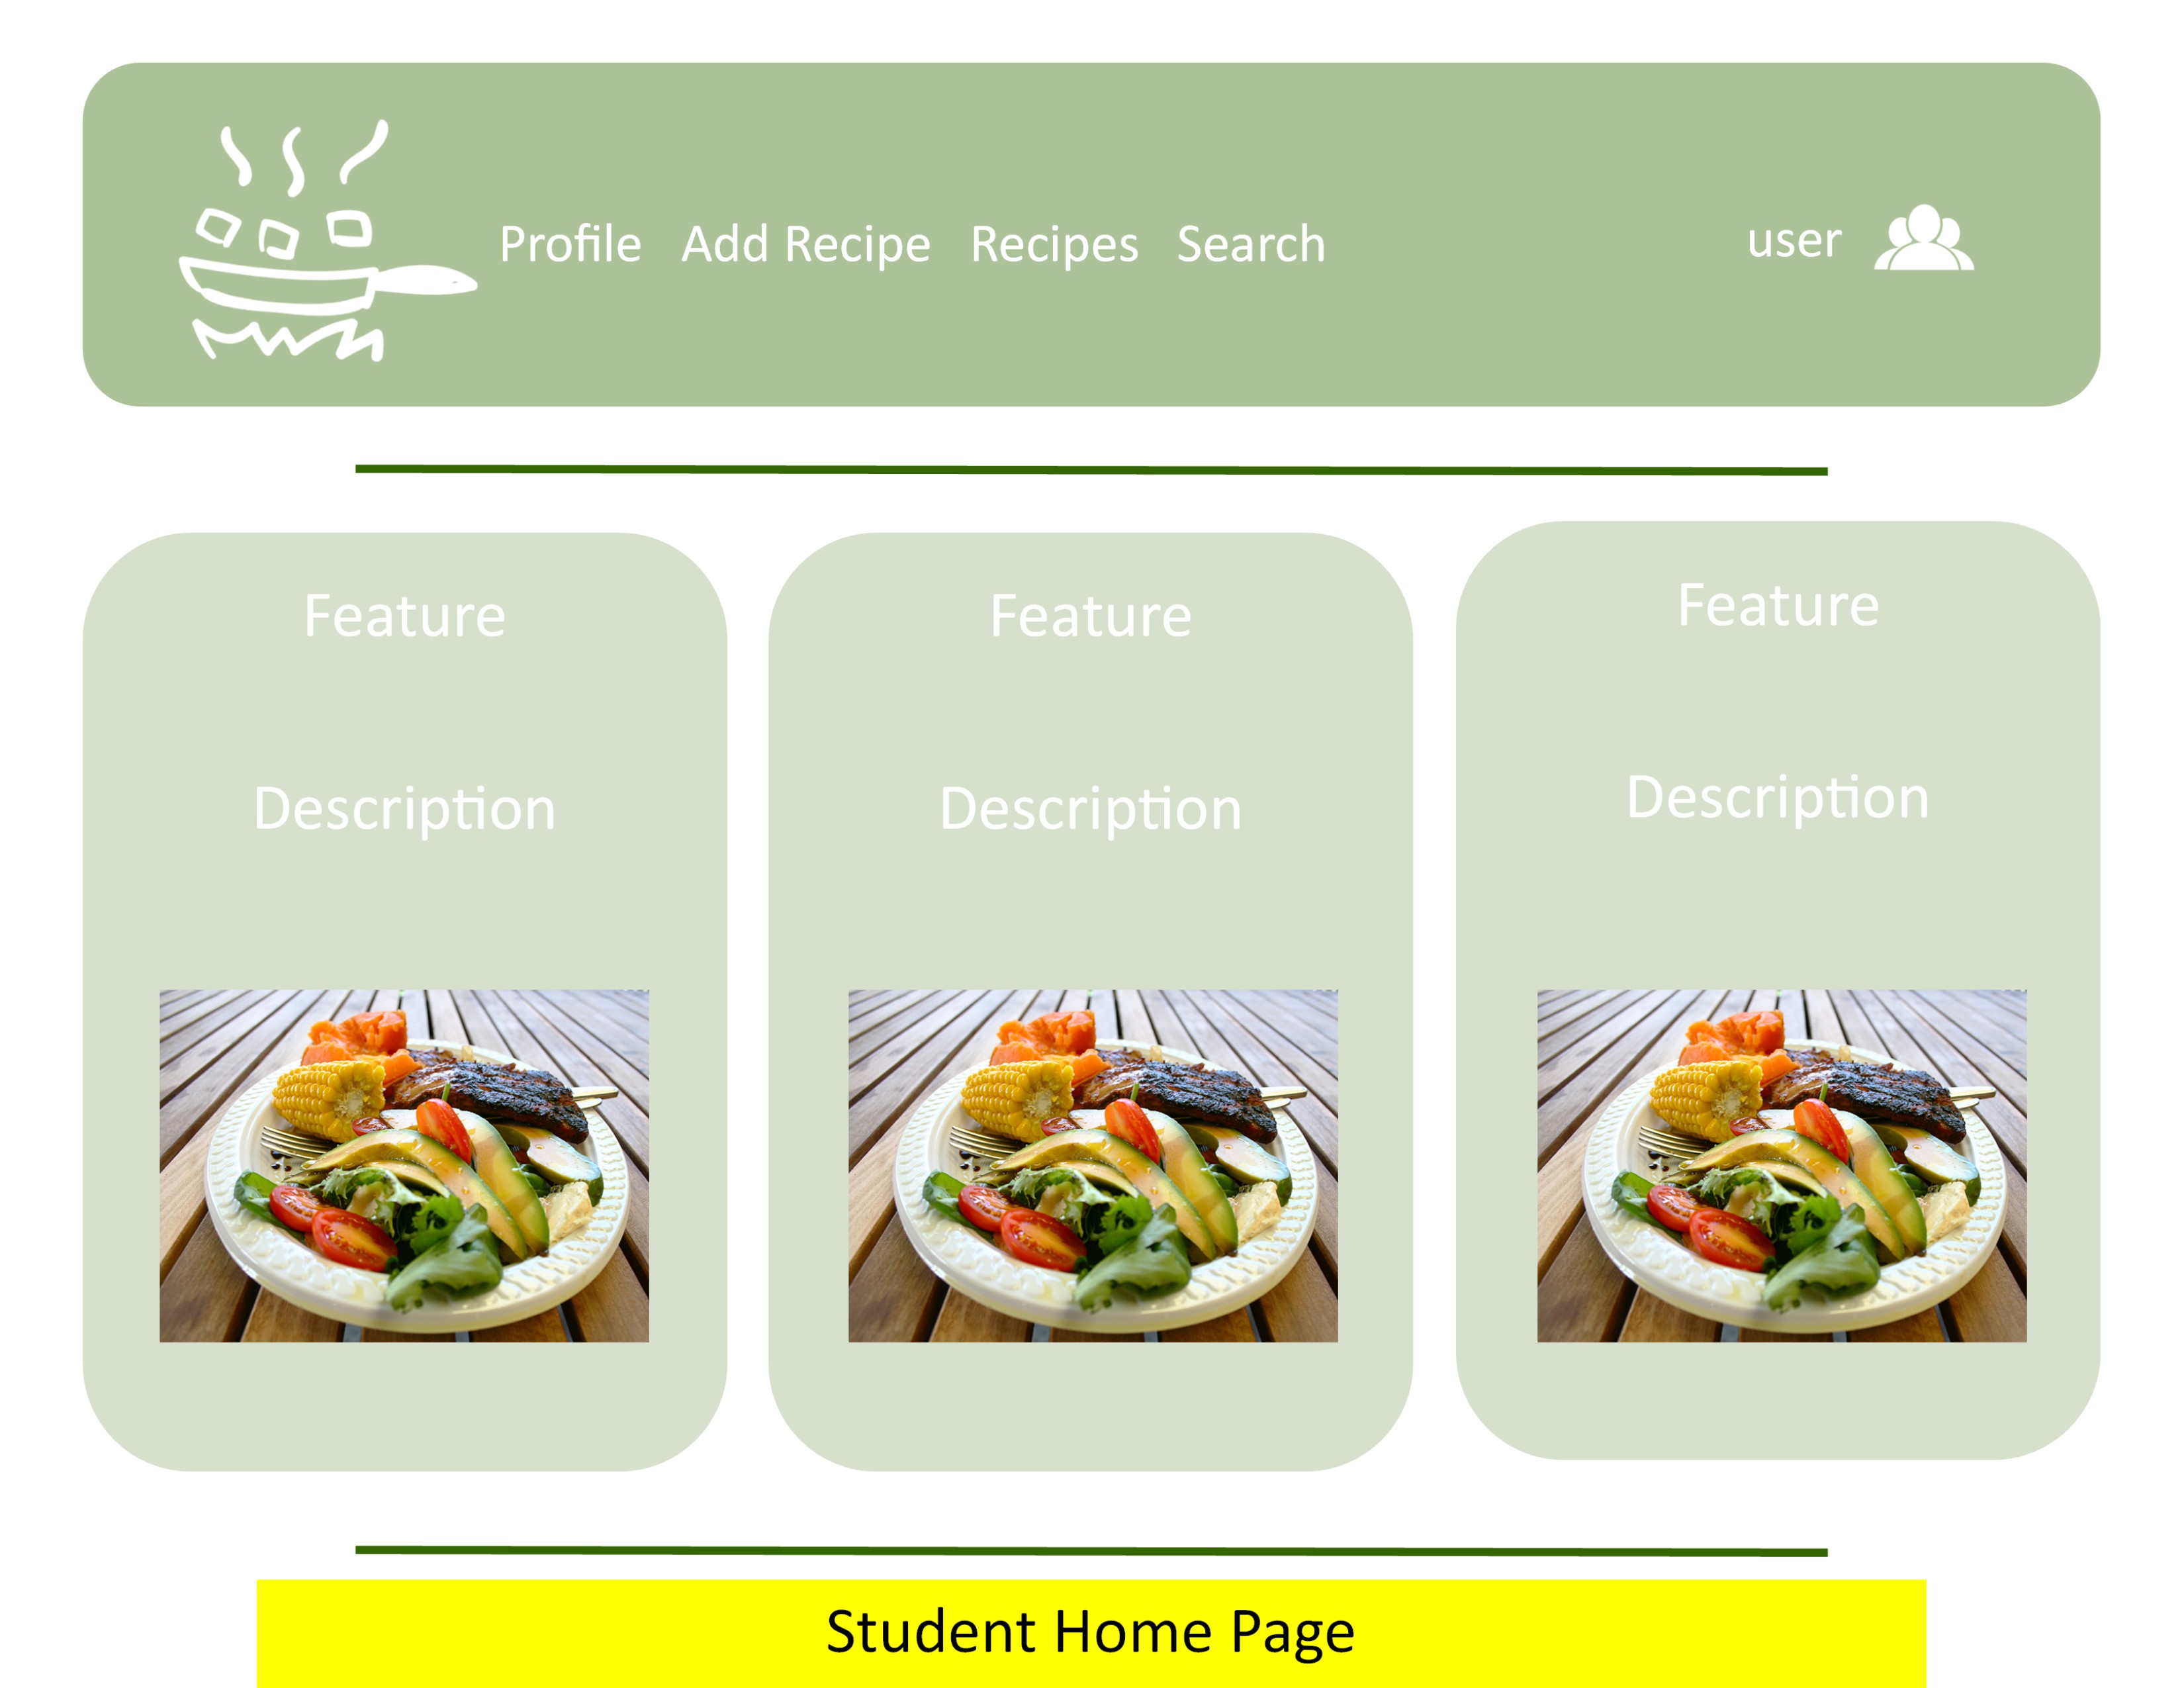 Profile Add Recipe Recipes Search user
Feature Feature Feature
Description Description Description
Student Home Page